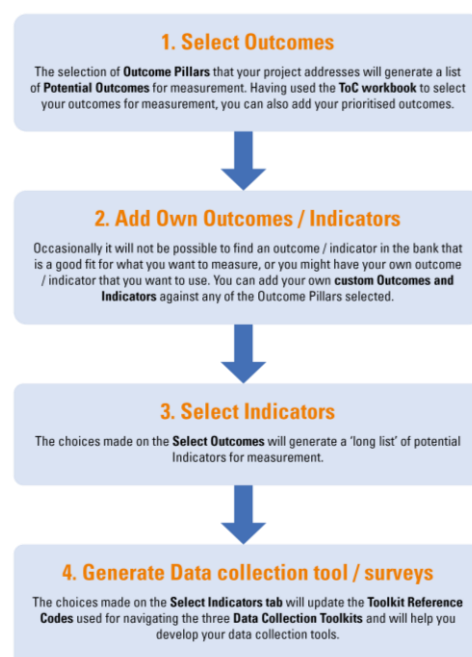 1. Select Outcomes
The selection of Outcome Pillars that your project addresses will generate a list
of Potential Outcomes for measurement. Having used the ToC workbook to select
your outcomes for measurement, you can also add your prioritised outcomes.
2. Add Own Outcomes / Indicators
Occasionally it will not be possible to find an outcome / indicator in the bank that
is a good fit for what you want to measure, or you might have your own outcome
/ indicator that you want to use. You can add your own custom Outcomes and
Indicators against any of the Outcome Pillars selected.
3. Select Indicators
The choices made on the Select Outcomes will generate a ‘long list’ of potential
Indicators for measurement.
4. Generate Data collection tool / surveys
The choices made on the Select Indicators tab will update the Toolkit Reference
Codes used for navigating the three Data Collection Toolkits and will help you
develop your data collection tools.